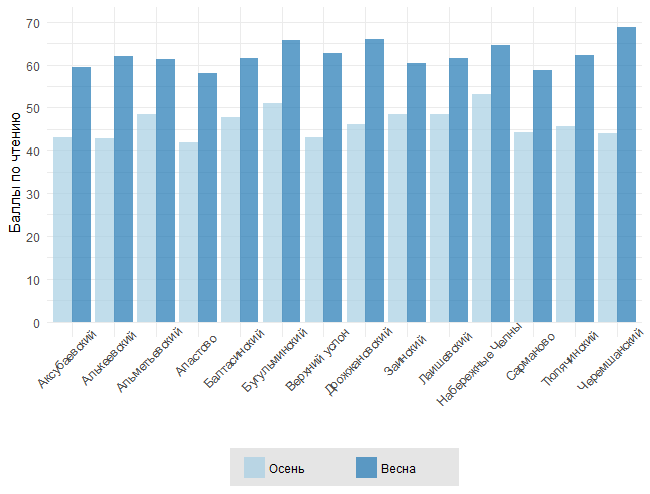 Баллы по чтению
70
60
50
40
30
20
10
0
Аксубаевский
Алькеевский
Альметьевский
Апастово
Балтасинский
Бугульминский
Верхний услон
Дрожжановский
Заинский
Лаишевский
Набережные Челны
Сарманово
Тюлячинский
Черемшанский
Осень
Весна